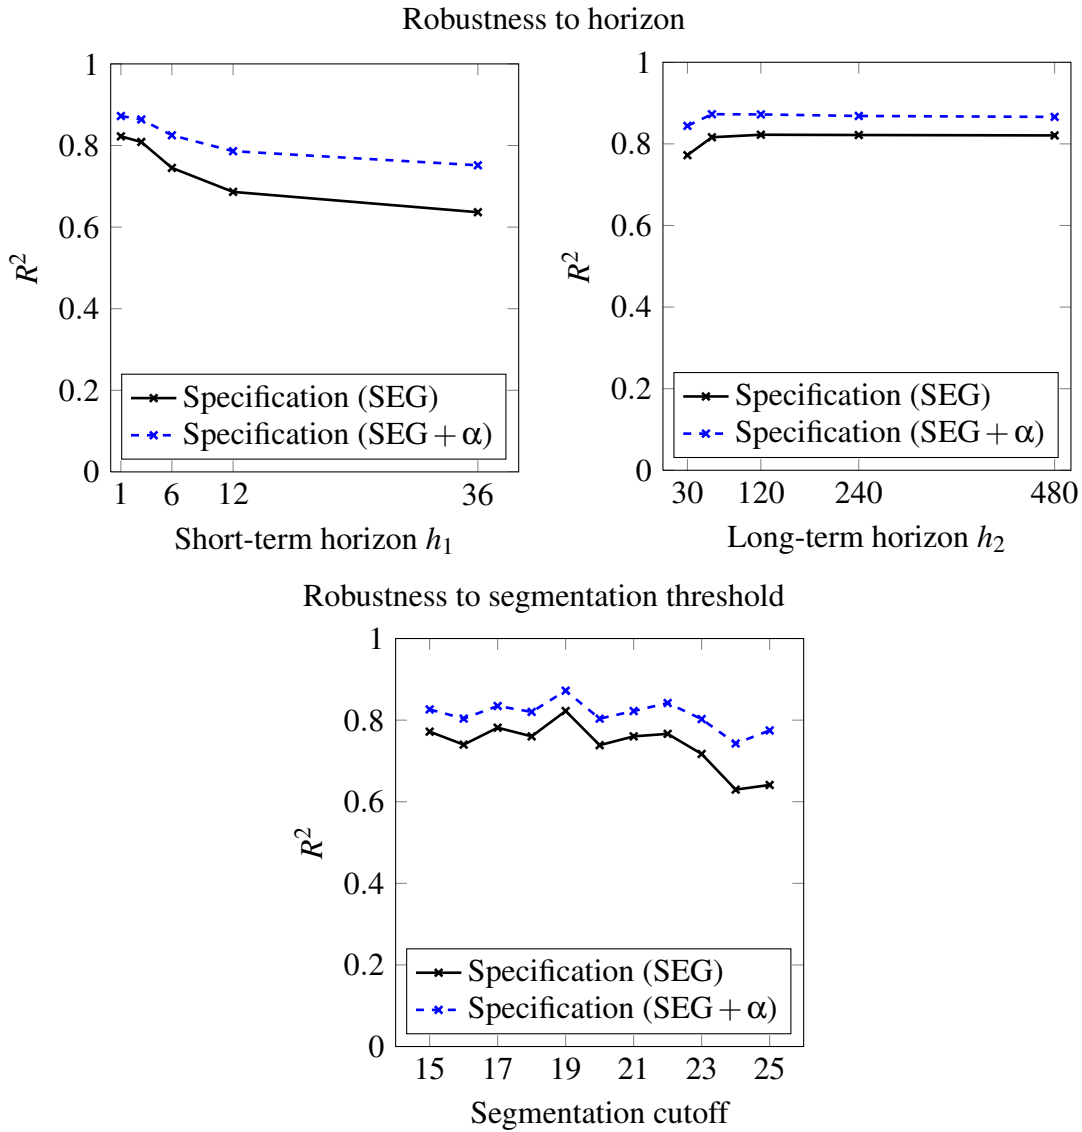 Robustness to horizon
1
0.8
0.6
0.4
0.2
0
R²
Specification (SEG)
Specification (SEG + α)
1 6 12 36
Short-term horizon h₁
1
0.8
0.6
0.4
0.2
0
R²
Specification (SEG)
Specification (SEG + α)
30 120 240 480
Long-term horizon h₂
Robustness to segmentation threshold
1
0.8
0.6
0.4
0.2
0
R²
Specification (SEG)
Specification (SEG + α)
15 17 19 21 23 25
Segmentation cutoff